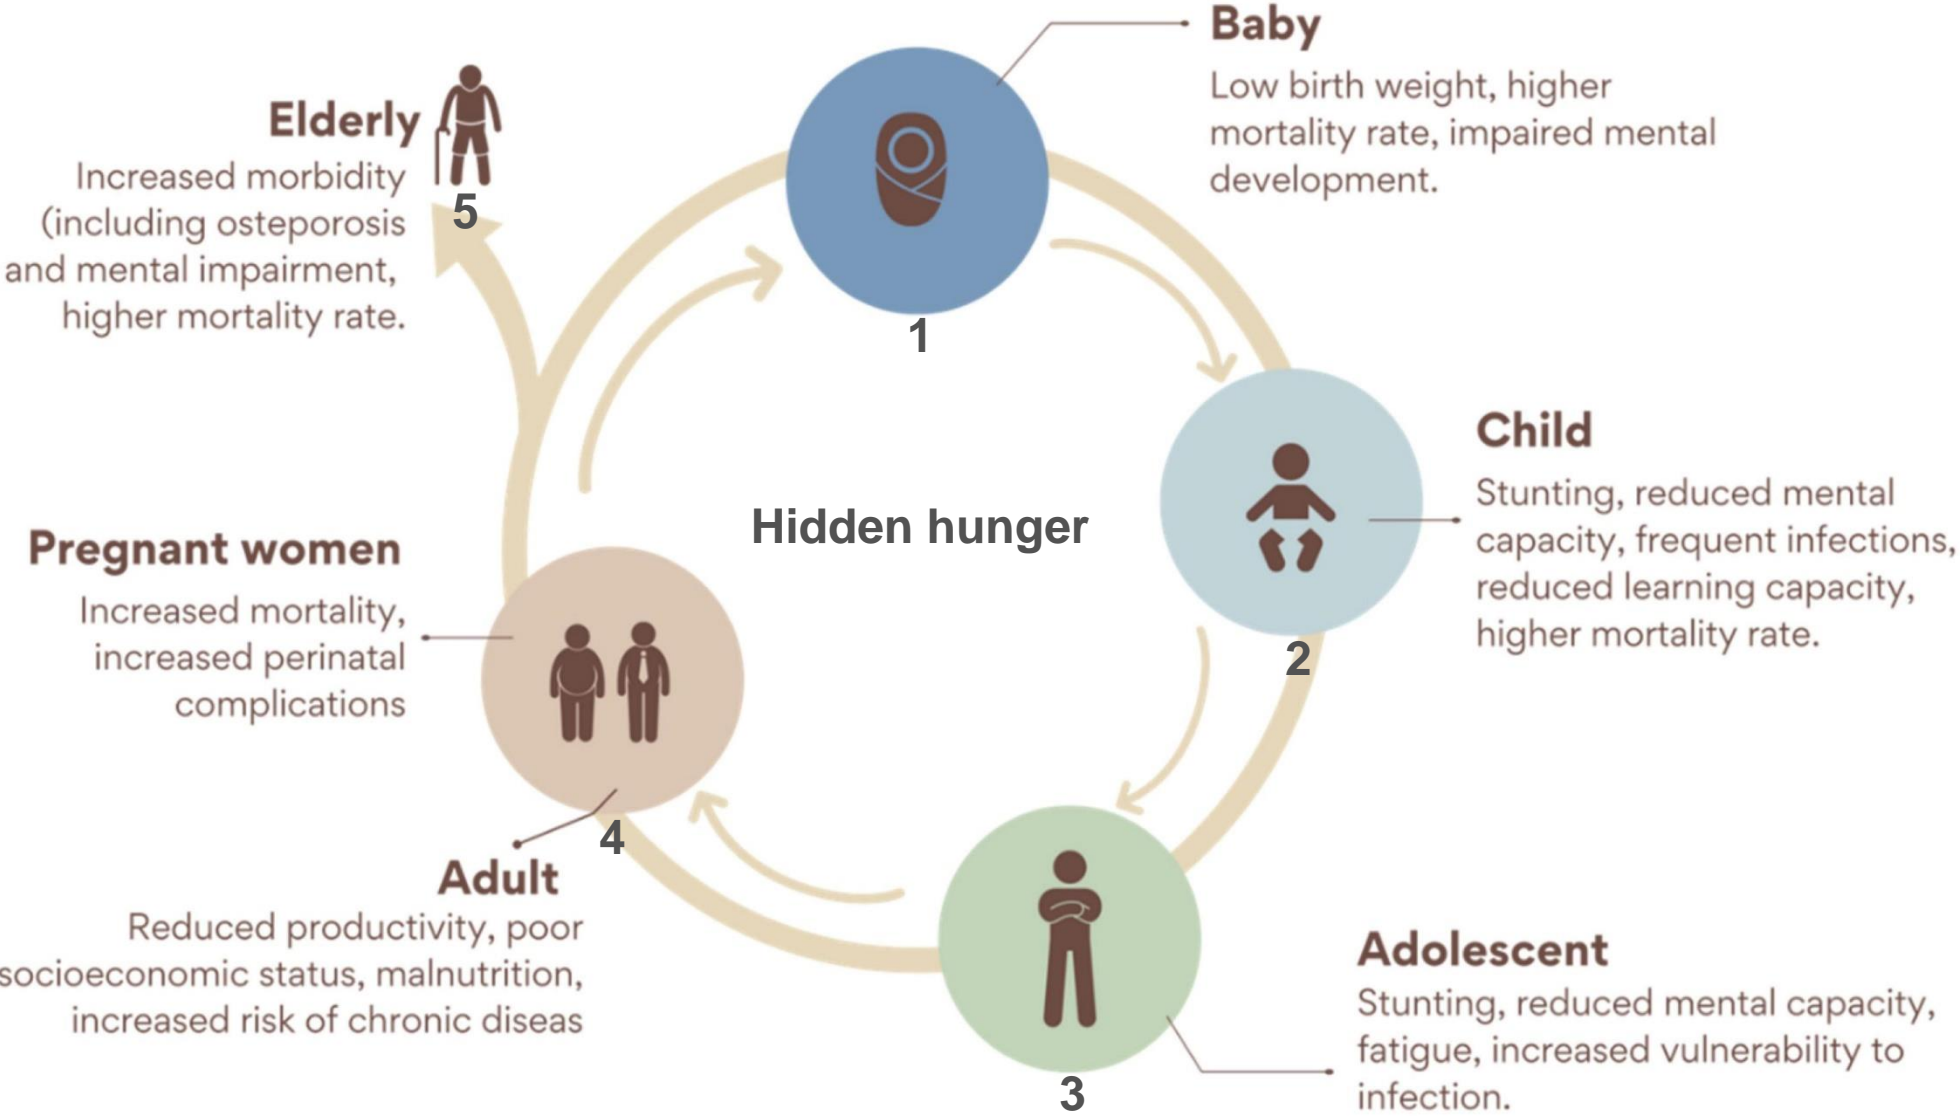 Baby
Low birth weight, higher
mortality rate, impaired mental
development.
1
Child
Stunting, reduced mental
capacity, frequent infections,
reduced learning capacity,
higher mortality rate.
2
Adolescent
Stunting, reduced mental capacity,
fatigue, increased vulnerability to
infection.
3
Adult
Reduced productivity, poor
socioeconomic status, malnutrition,
increased risk of chronic diseas
4
Pregnant women
Increased mortality,
increased perinatal
complications
Elderly
Increased morbidity
(including osteporosis
and mental impairment,
higher mortality rate.
5
Hidden hunger